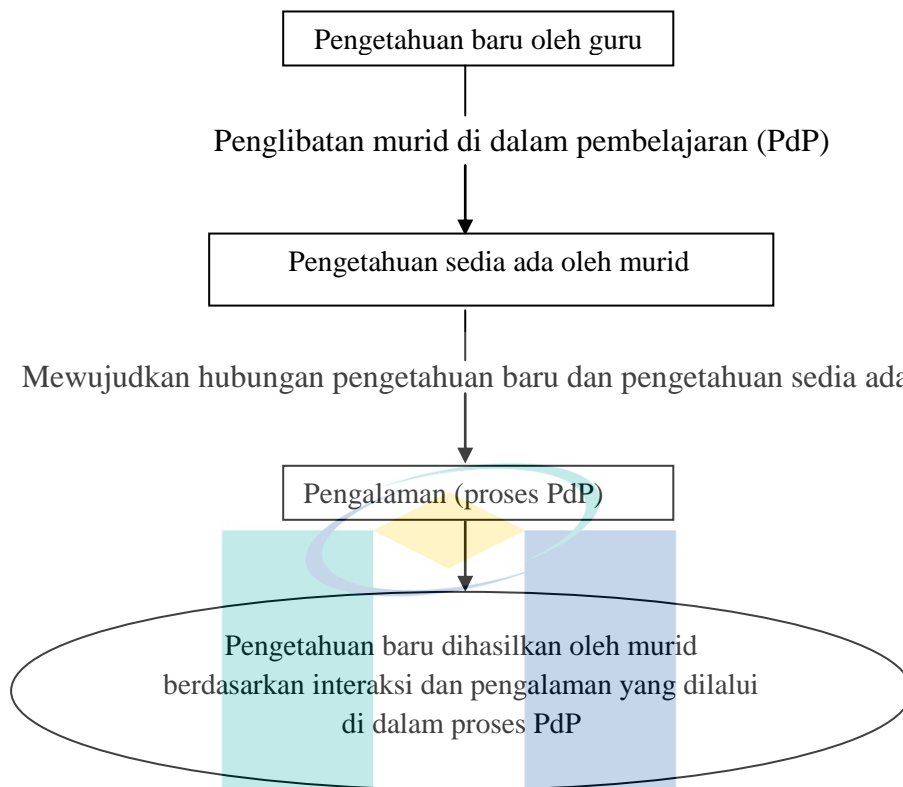 Pengetahuan baru oleh guru
Penglibatan murid di dalam pembelajaran (PdP)
Pengetahuan sedia ada oleh murid
Mewujudkan hubungan pengetahuan baru dan pengetahuan sedia ada
Pengalaman (proses PdP)
Pengetahuan baru dihasilkan oleh murid
berdasarkan interaksi dan pengalaman yang dilalui
di dalam proses PdP